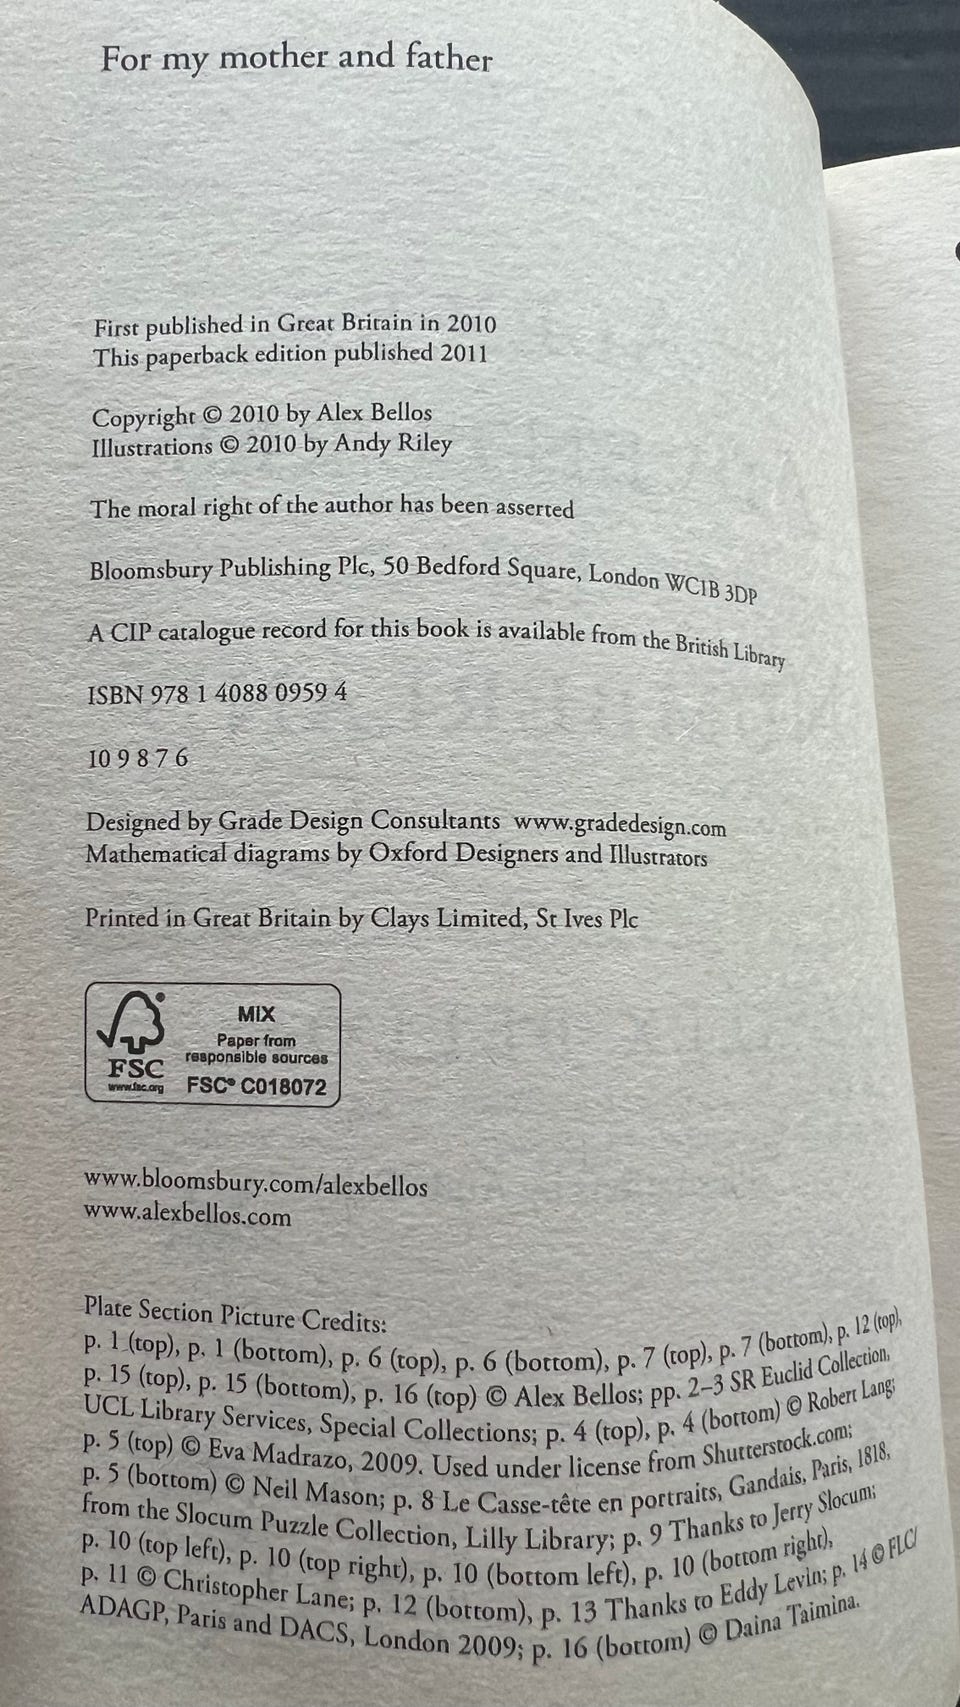 For my mother and father
First published in Great Britain in 2010
This paperback edition published 2011
Copyright © 2010 by Alex Bellos
Illustrations © 2010 by Andy Riley
The moral right of the author has been asserted
Bloomsbury Publishing Plc, 50 Bedford Square, London WC1B 3DP
A CIP catalogue record for this book is available from the British Library
ISBN 978 1 4088 0959 4
10 9 8 7 6
Designed by Grade Design Consultants www.gradedesign.com
Mathematical diagrams by Oxford Designers and Illustrators
Printed in Great Britain by Clays Limited, St Ives Plc
MIX
Paper from
responsible sources
FSC® C018072
FSC
www.fsc.org
www.bloomsbury.com/alexbellos
www.alexbellos.com
Plate Section Picture Credits:
p. 1 (top), p. 1 (bottom), p. 6 (top), p. 6 (bottom), p. 7 (top), p. 7 (bottom), p. 12 (top),
p. 15 (top), p. 15 (bottom), p. 16 (top) © Alex Bellos; pp. 2–3 SR Euclid Collection,
UCL Library Services, Special Collections; p. 4 (top), p. 4 (bottom) © Robert Lang;
p. 5 (top) © Eva Madrazo, 2009. Used under license from Shutterstock.com;
p. 5 (bottom) © Neil Mason; p. 8 Le Casse-tête en portraits, Gandais, Paris, 1818,
from the Slocum Puzzle Collection, Lilly Library; p. 9 Thanks to Jerry Slocum;
p. 10 (top left), p. 10 (top right), p. 10 (bottom left), p. 10 (bottom right),
p. 11 © Christopher Lane; p. 12 (bottom), p. 13 Thanks to Eddy Levin; p. 14 © FLC/
ADAGP, Paris and DACS, London 2009; p. 16 (bottom) © Daina Taimina.